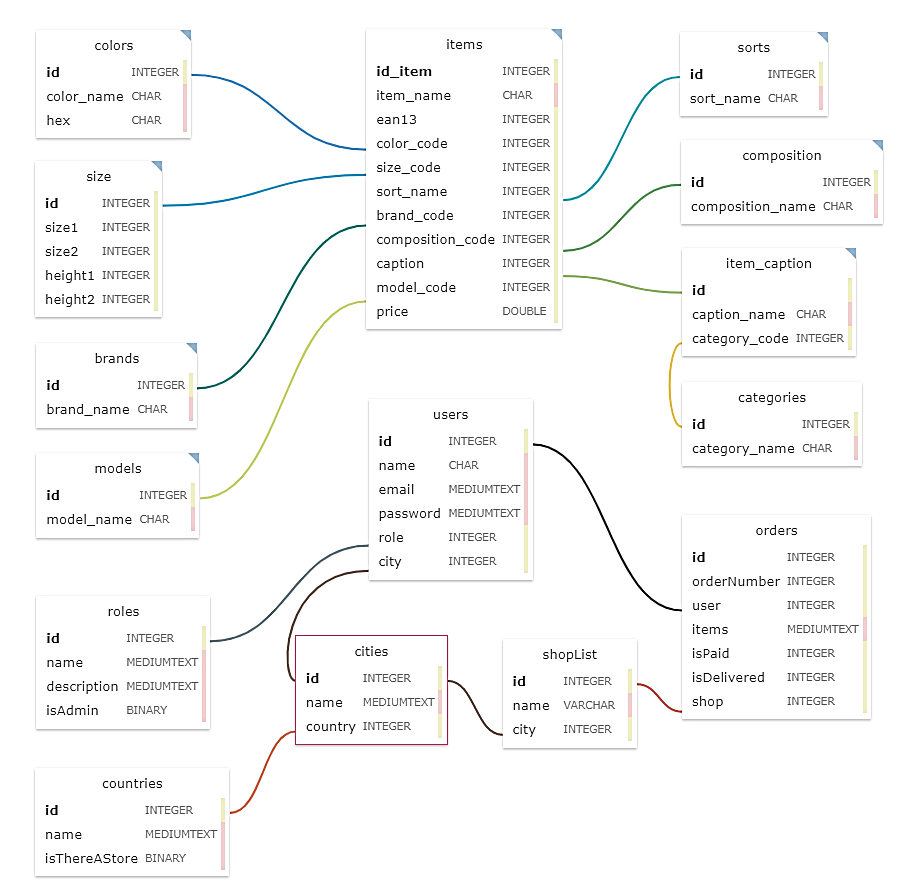 colors
id INTEGER
color_name CHAR
hex CHAR
size
id INTEGER
size1 INTEGER
size2 INTEGER
height1 INTEGER
height2 INTEGER
brands
id INTEGER
brand_name CHAR
models
id INTEGER
model_name CHAR
items
id_item INTEGER
item_name CHAR
ean13 INTEGER
color_code INTEGER
size_code INTEGER
sort_name INTEGER
brand_code INTEGER
composition_code INTEGER
caption INTEGER
model_code INTEGER
price DOUBLE
sorts
id INTEGER
sort_name CHAR
composition
id INTEGER
composition_name CHAR
item_caption
id
caption_name CHAR
category_code INTEGER
categories
id INTEGER
category_name CHAR
users
id INTEGER
name CHAR
email MEDIUMTEXT
password MEDIUMTEXT
role INTEGER
city INTEGER
orders
id INTEGER
orderNumber INTEGER
user INTEGER
items MEDIUMTEXT
isPaid INTEGER
isDelivered INTEGER
shop INTEGER
roles
id INTEGER
name MEDIUMTEXT
description MEDIUMTEXT
isAdmin BINARY
cities
id INTEGER
name MEDIUMTEXT
country INTEGER
shopList
id INTEGER
name VARCHAR
city INTEGER
countries
id INTEGER
name MEDIUMTEXT
isThereAStore BINARY